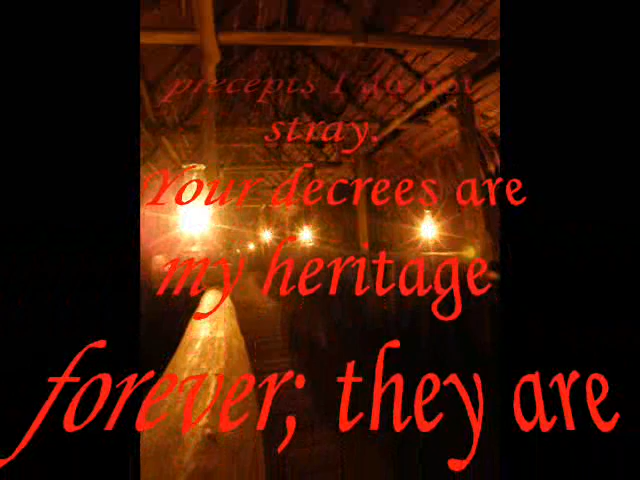 precepts I do not
stray.
Your decrees are
my heritage
forever; they are